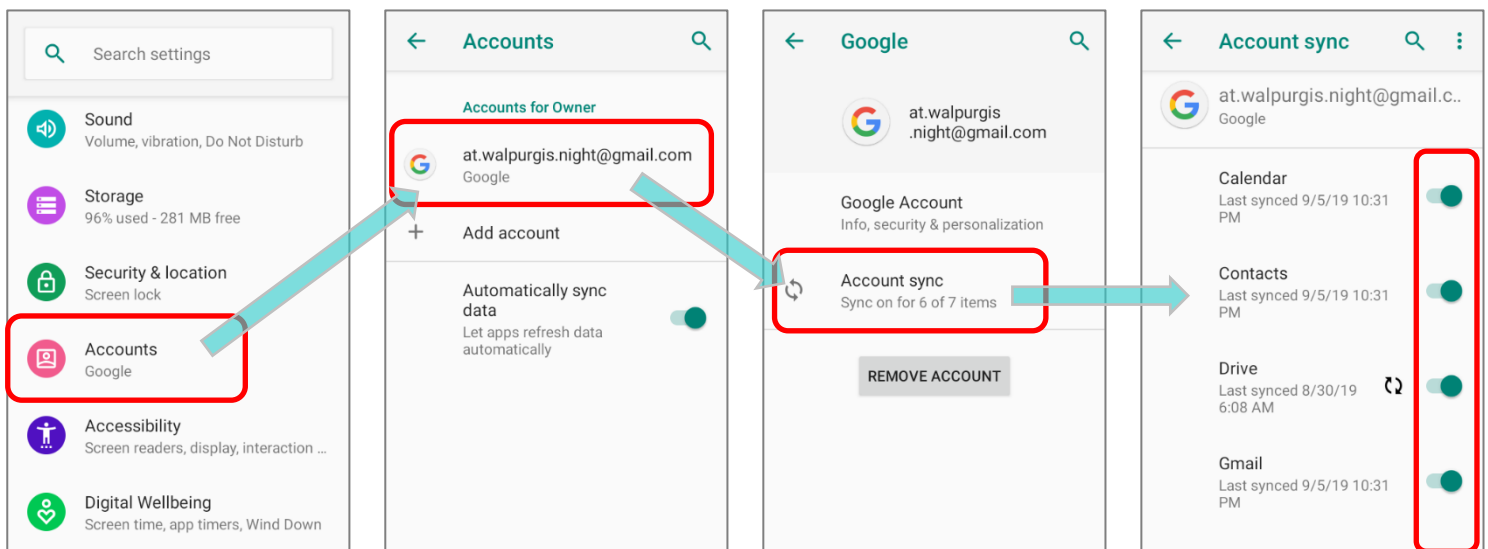 Search settings
Sound
Volume, vibration, Do Not Disturb
Storage
96% used - 281 MB free
Security & location
Screen lock
Accounts
Google
Accessibility
Screen readers, display, interaction ...
Digital Wellbeing
Screen time, app timers, Wind Down
Accounts
Accounts for Owner
at.walpurgis.night@gmail.com
Google
Add account
Automatically sync
data
Let apps refresh data
automatically
Google
at.walpurgis
.night@gmail.com
Google Account
Info, security & personalization
Account sync
Sync on for 6 of 7 items
REMOVE ACCOUNT
Account sync
at.walpurgis.night@gmail.c..
Google
Calendar
Last synced 9/5/19 10:31
PM
Contacts
Last synced 9/5/19 10:31
PM
Drive
Last synced 8/30/19
6:08 AM
Gmail
Last synced 9/5/19 10:31
PM